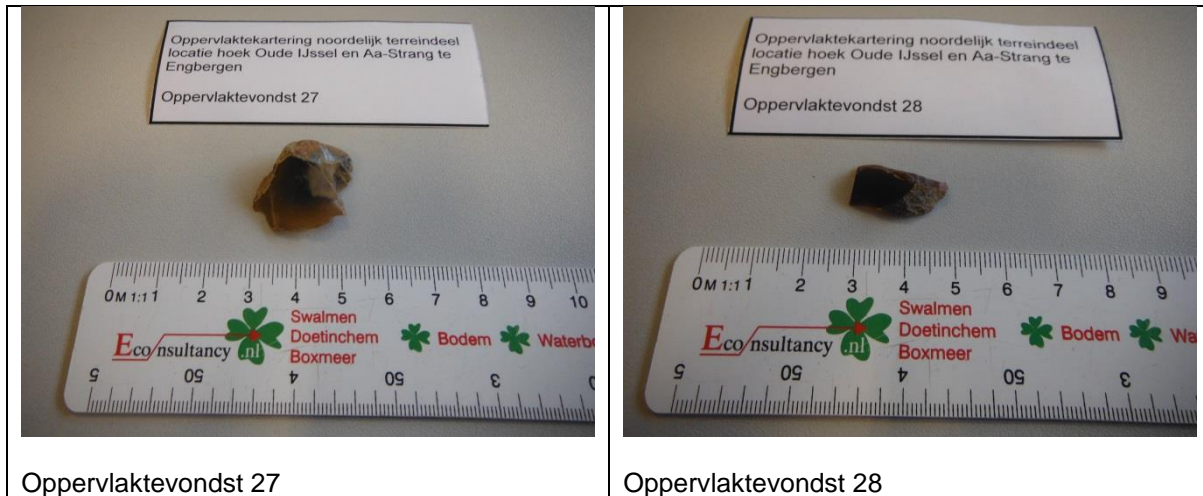 Oppervlaktekartering noordelijk terreindeel
locatie hoek Oude IJssel en Aa-Strang te
Engbergen
Oppervlaktevondst 27
0 M 1:1 1 2 3 4 5 6 7 8 9 10
Swalmen
Doetinchem
Boxmeer
Econsultancy .nl
Bodem
5 50 4 50 3
Oppervlaktevondst 27
Oppervlaktekartering noordelijk terreindeel
locatie hoek Oude IJssel en Aa-Strang te
Engbergen
Oppervlaktevondst 28
0 M 1:1 1 2 3 4 5 6 7 8 9
Swalmen
Doetinchem
Boxmeer
Econsultancy .nl
Bodem
5 50 4 50 3
Oppervlaktevondst 28